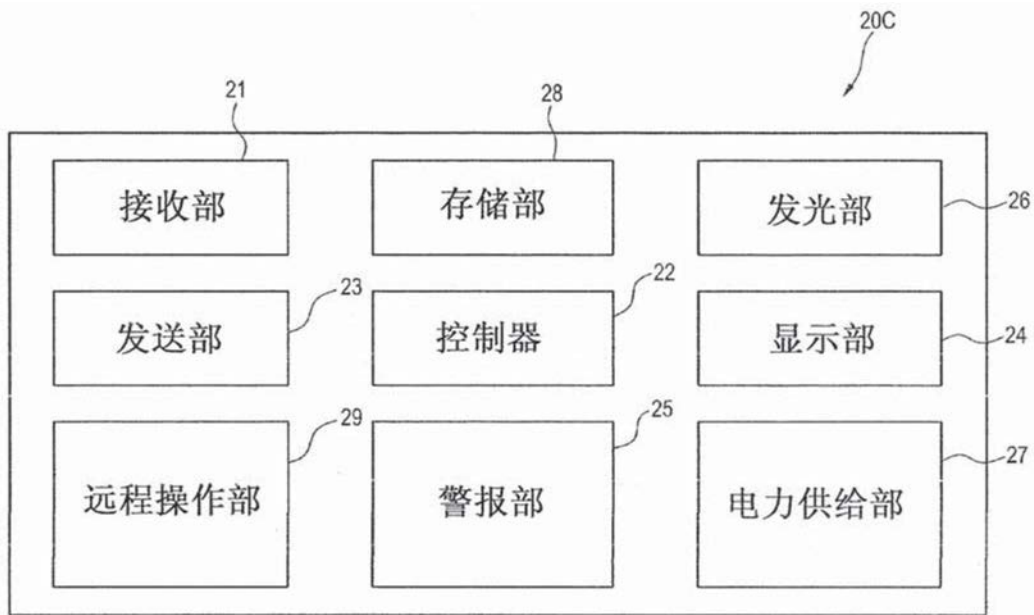 20C
21
28
接收部
存储部
发光部
26
23
22
发送部
控制器
显示部
24
29
25
远程操作部
警报部
电力供给部
27